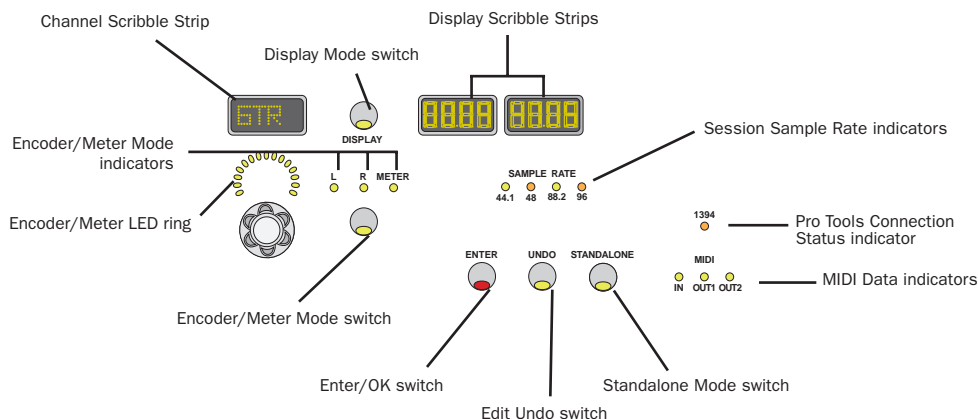 Channel Scribble Strip
Display Scribble Strips
Display Mode switch
GTR
8888
8888
DISPLAY
Session Sample Rate indicators
Encoder/Meter Mode
indicators
L R METER
SAMPLE RATE
44.1 48 88.2 96
Encoder/Meter LED ring
1394
Pro Tools Connection
Status indicator
ENTER UNDO STANDALONE
MIDI
IN OUT1 OUT2
MIDI Data indicators
Encoder/Meter Mode switch
Enter/OK switch
Standalone Mode switch
Edit Undo switch